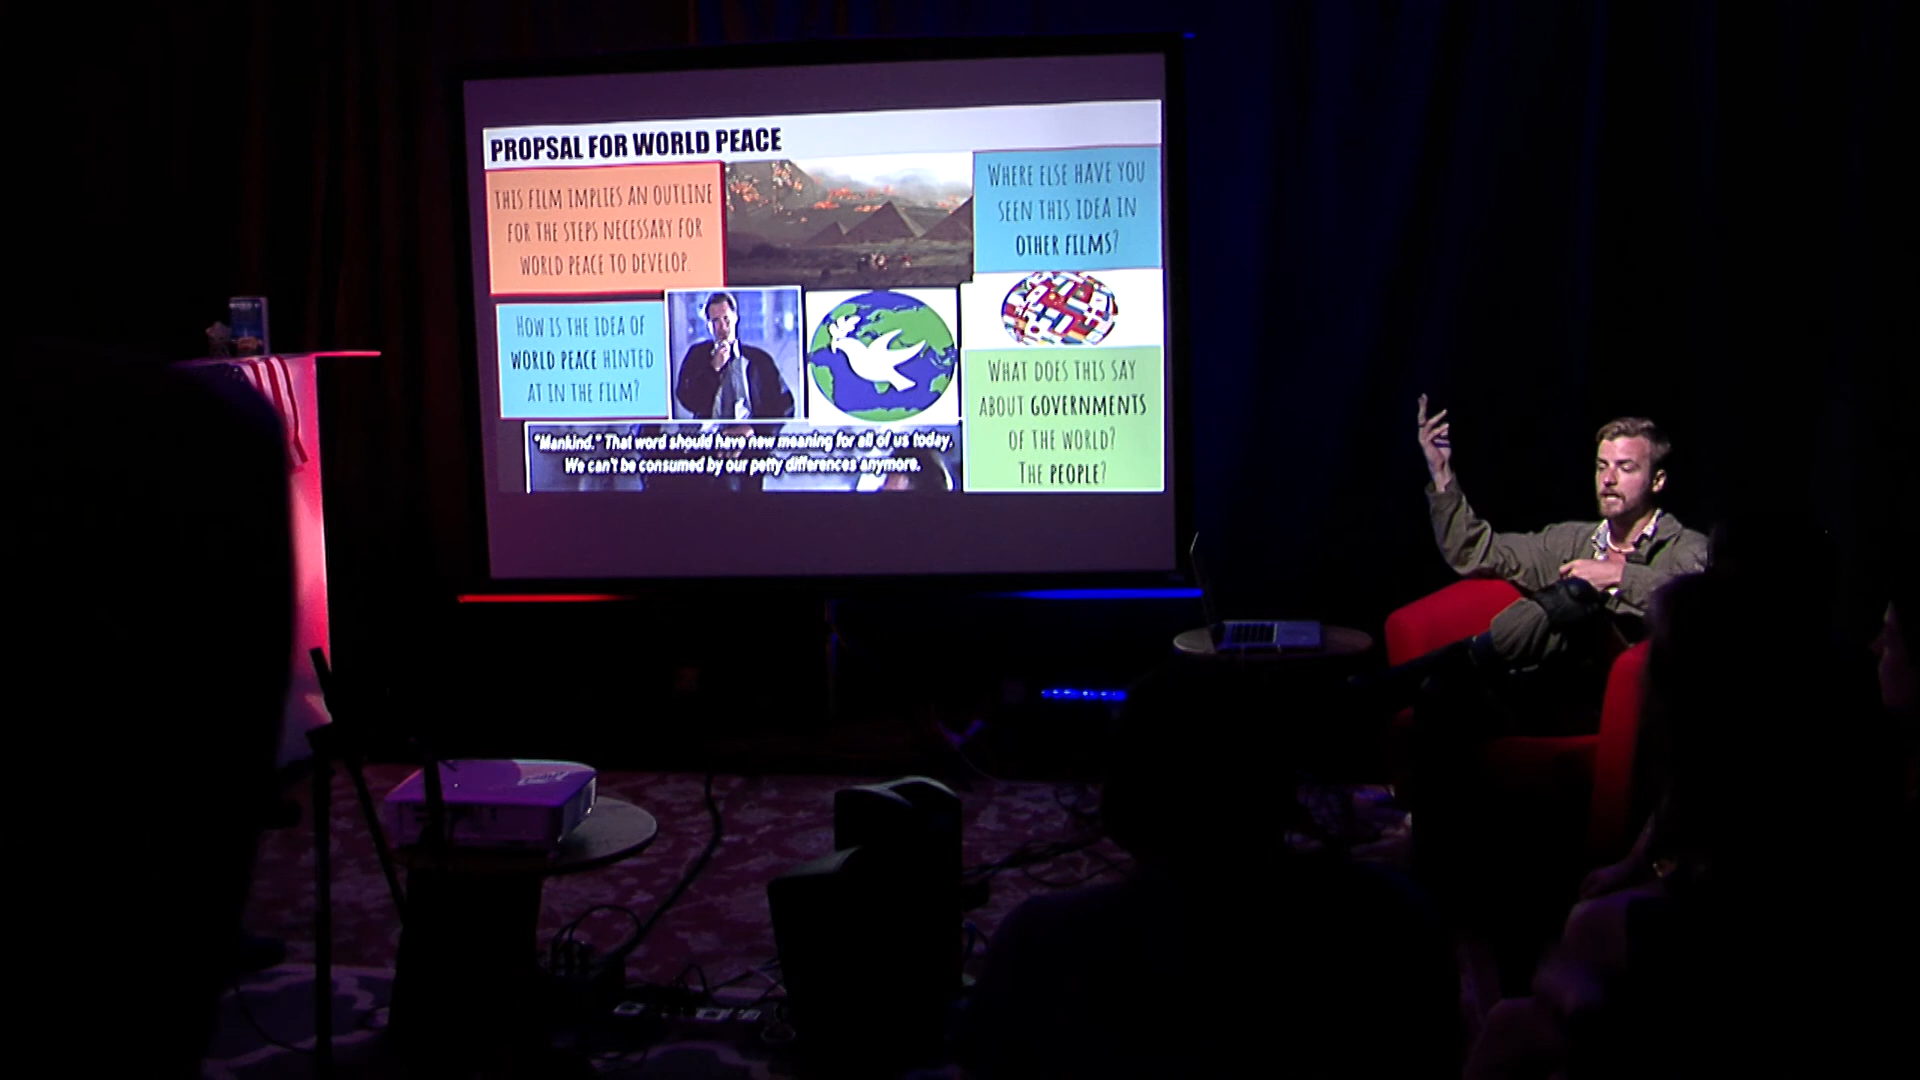 PROPSAL FOR WORLD PEACE
THIS FILM IMPLIES AN OUTLINE
FOR THE STEPS NECESSARY FOR
WORLD PEACE TO DEVELOP.
WHERE ELSE HAVE YOU
SEEN THIS IDEA IN
OTHER FILMS?
HOW IS THE IDEA OF
WORLD PEACE HINTED
AT IN THE FILM?
WHAT DOES THIS SAY
ABOUT GOVERNMENTS
OF THE WORLD?
THE PEOPLE?
"Mankind." That word should have new meaning for all of us today.
We can't be consumed by our petty differences anymore.